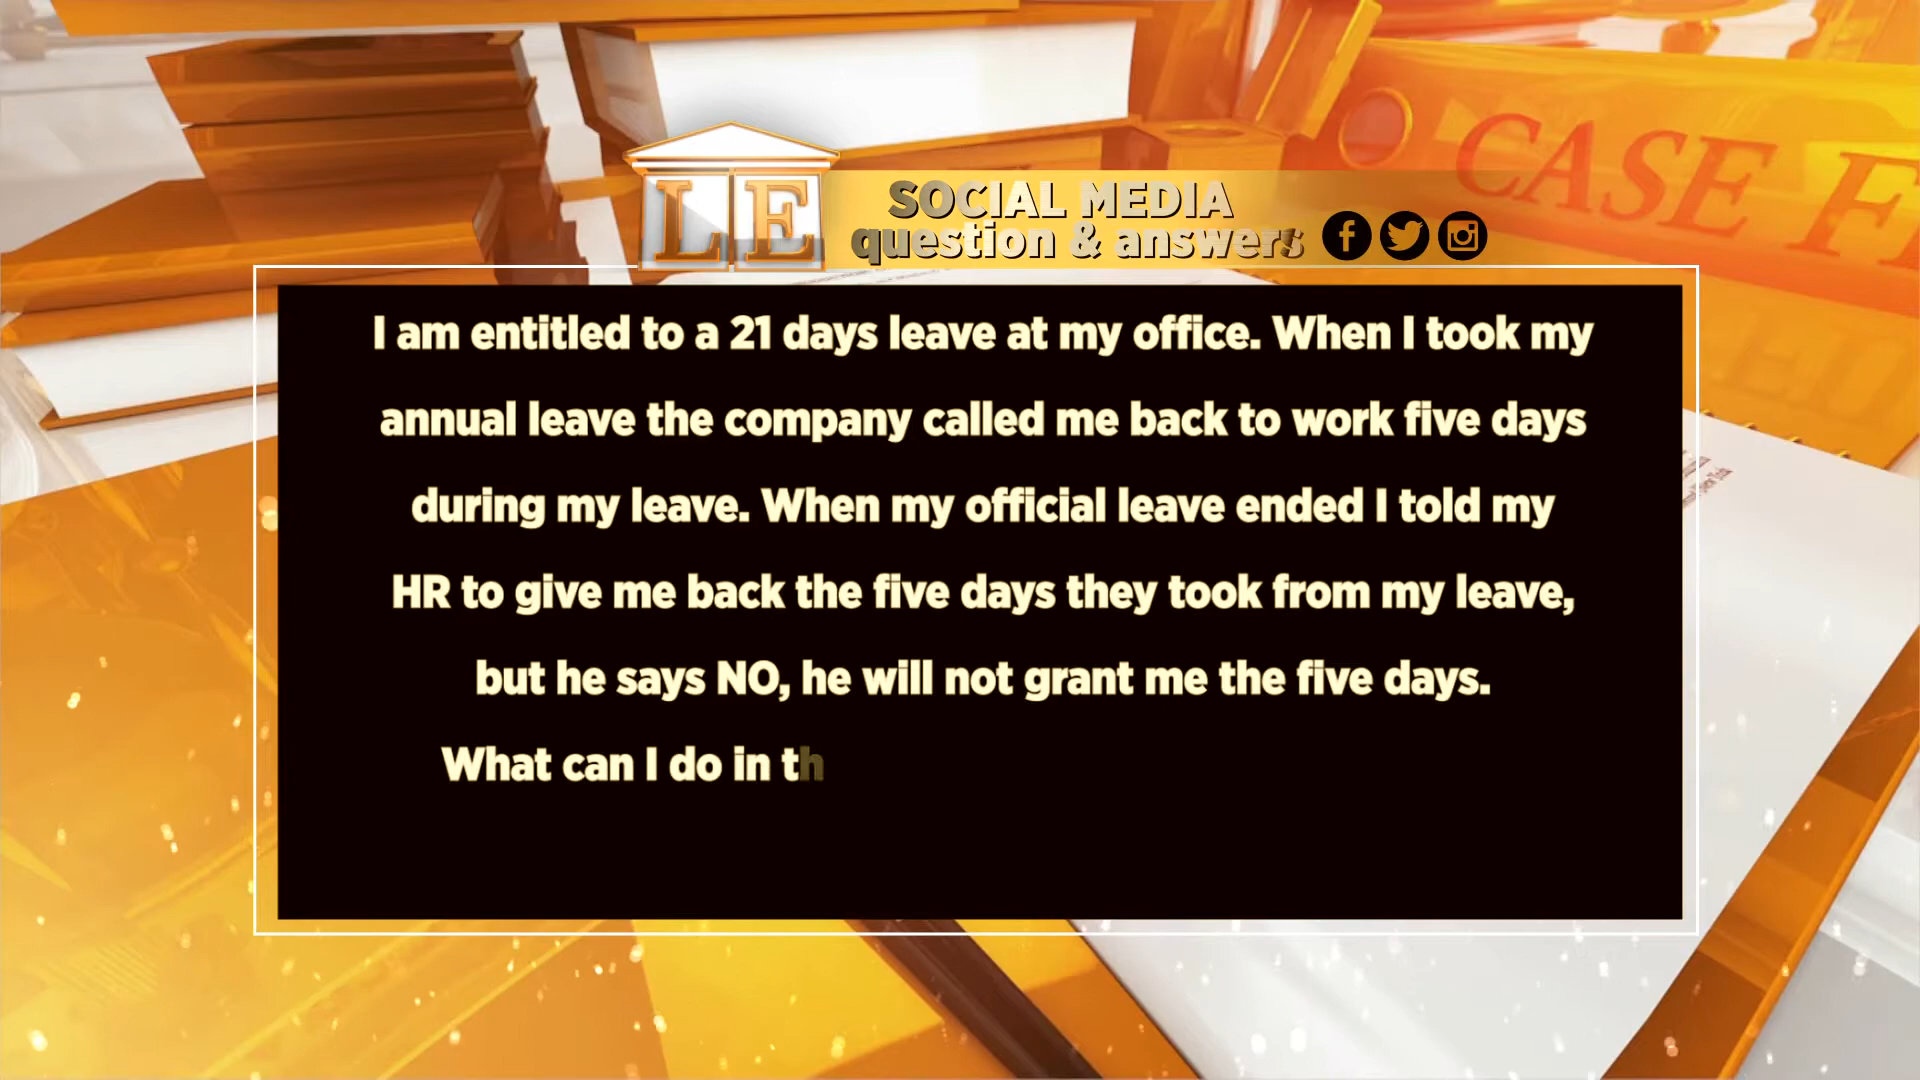 CASE F
LE
SOCIAL MEDIA
question & answers
I am entitled to a 21 days leave at my office. When I took my
annual leave the company called me back to work five days
during my leave. When my official leave ended I told my
HR to give me back the five days they took from my leave,
but he says NO, he will not grant me the five days.
What can I do in th